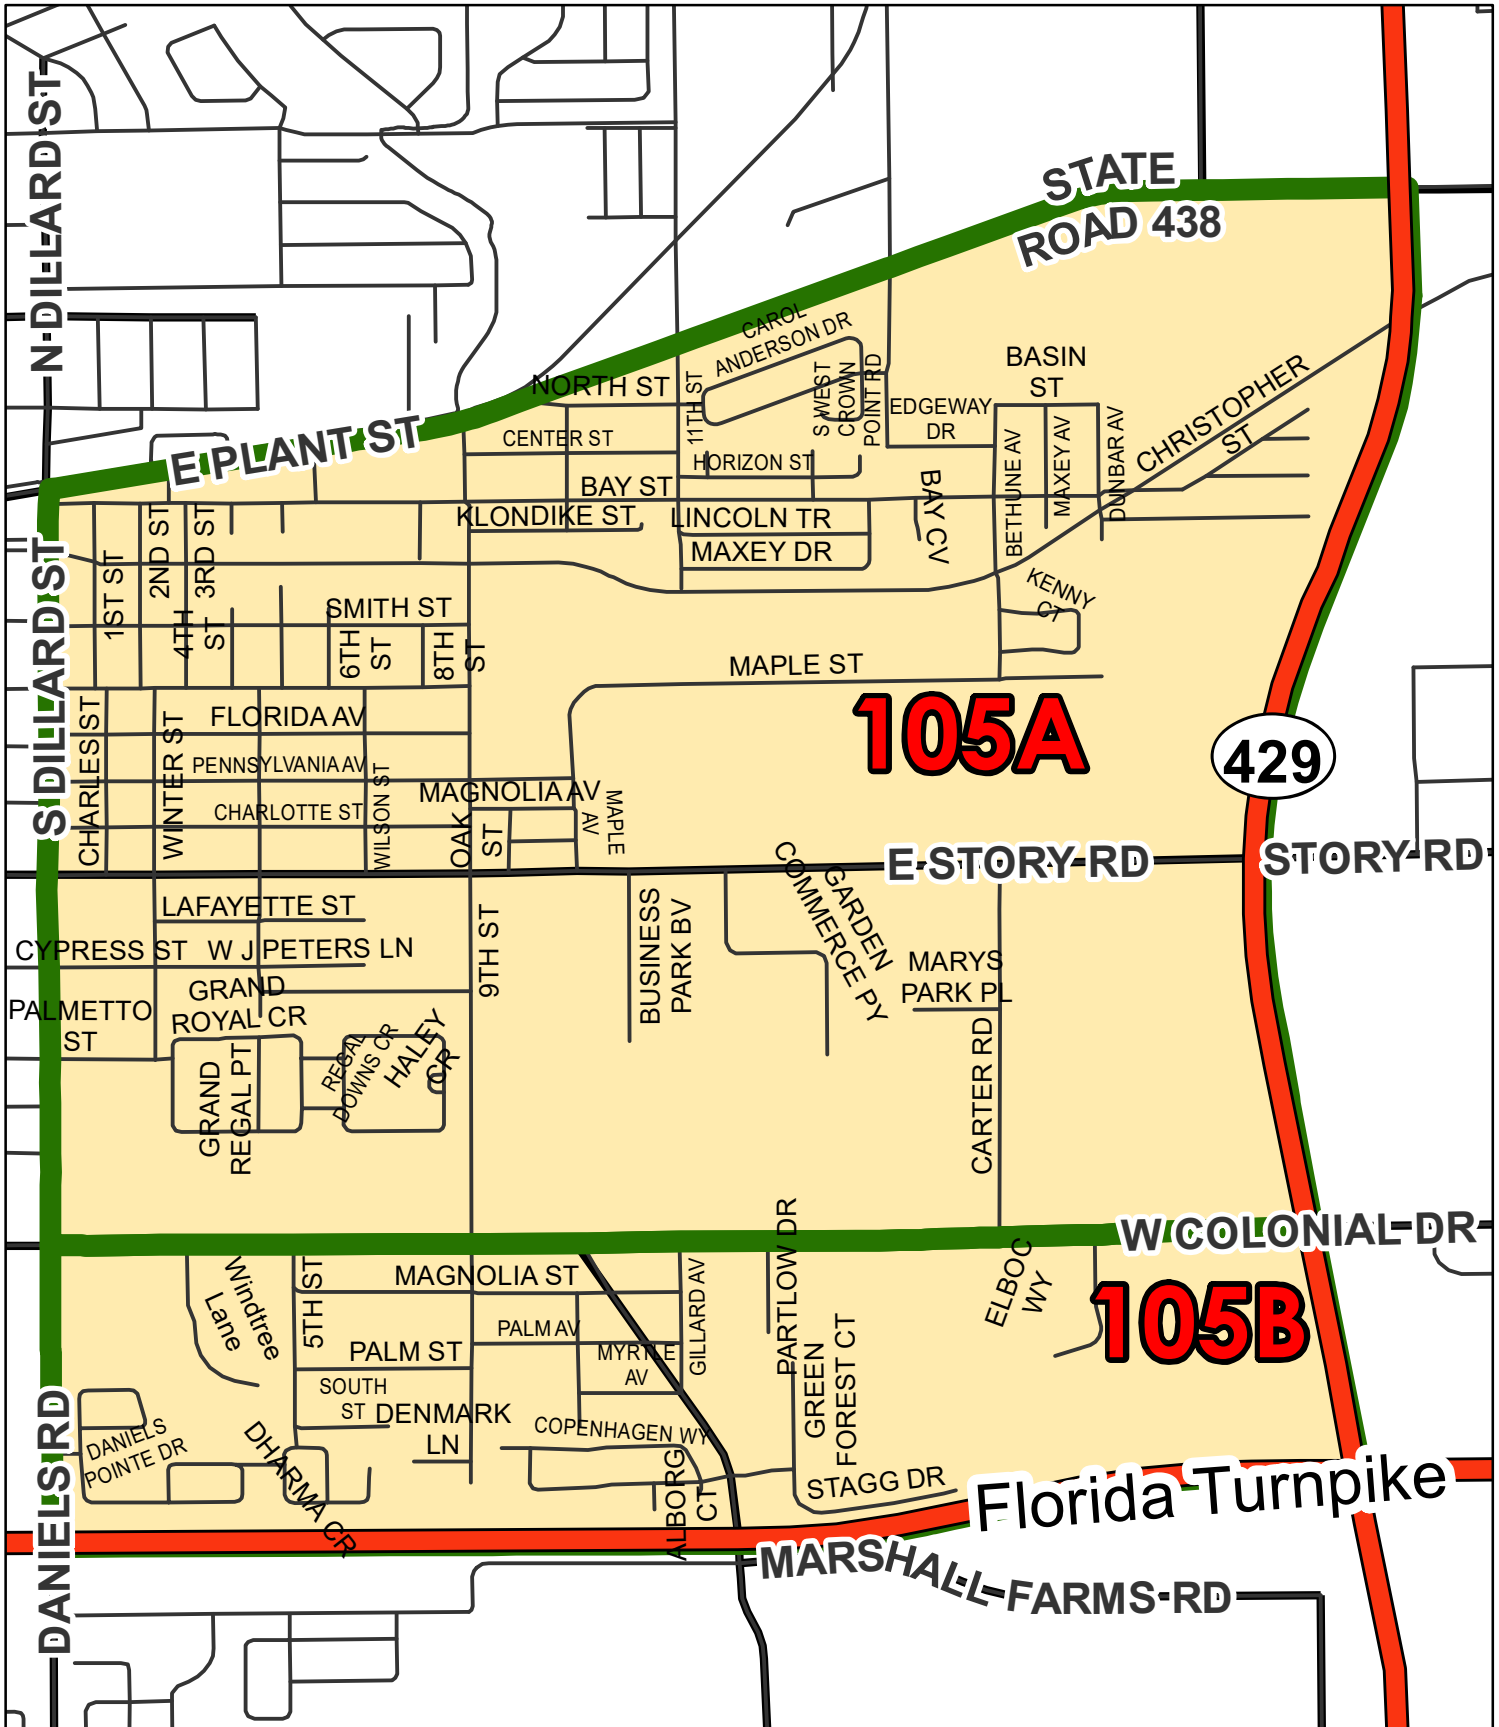 N DILLARD ST
STATE
ROAD 438
E PLANT ST
CAROL
ANDERSON DR
NORTH ST
11TH ST
S WEST
CROWN
POINT RD
BASIN
ST
EDGEWAY
DR
CENTER ST
HORIZON ST
BETHUNE AV
MAXEY AV
DUNBAR AV
CHRISTOPHER
ST
BAY ST
BAY CV
KLONDIKE ST
LINCOLN TR
MAXEY DR
S DILLARD ST
1ST ST
2ND ST
3RD ST
4TH
ST
SMITH ST
6TH
ST
8TH
ST
KENNY
CT
MAPLE ST
105A
429
CHARLES ST
WINTER ST
FLORIDA AV
PENNSYLVANIA AV
CHARLOTTE ST
WILSON ST
MAGNOLIA AV
OAK
ST
MAPLE
AV
E STORY RD
STORY RD
LAFAYETTE ST
CYPRESS ST
W J PETERS LN
9TH ST
BUSINESS
PARK BV
GARDEN
COMMERCE PY
MARYS
PARK PL
PALMETTO
ST
GRAND
ROYAL CR
GRAND
REGAL PT
REGAL
DOWNS CR
HALEY
CR
CARTER RD
W COLONIAL DR
Windtree
Lane
5TH ST
MAGNOLIA ST
GILLARD AV
PARTLOW DR
ELBOC
WY
105B
PALM AV
PALM ST
MYRTLE
AV
GREEN
FOREST CT
SOUTH
ST
DENMARK
LN
COPENHAGEN WY
DANIELS RD
DANIELS
POINTE DR
DHARMA CR
ALBORG
CT
STAGG DR
Florida Turnpike
MARSHALL FARMS RD